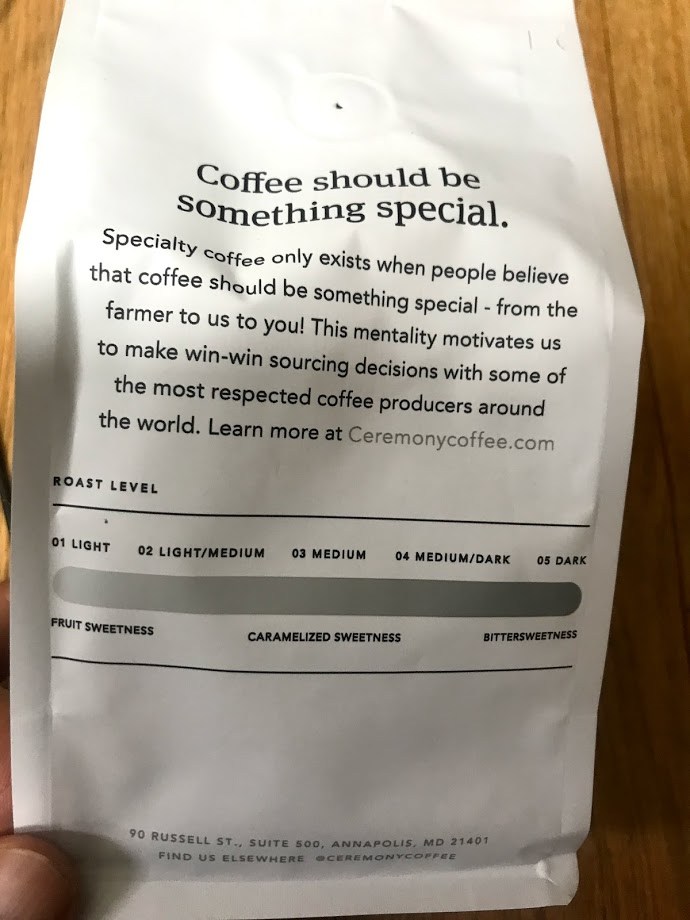 Coffee should be
something special.
Specialty coffee only exists when people believe
that coffee should be something special - from the
farmer to us to you! This mentality motivates us
to make win-win sourcing decisions with some of
the most respected coffee producers around
the world. Learn more at Ceremonycoffee.com
ROAST LEVEL
01 LIGHT 02 LIGHT/MEDIUM 03 MEDIUM 04 MEDIUM/DARK 05 DARK
FRUIT SWEETNESS CARAMELIZED SWEETNESS BITTERSWEETNESS
90 RUSSELL ST., SUITE 500, ANNAPOLIS, MD 21401
FIND US ELSEWHERE @CEREMONYCOFFEE